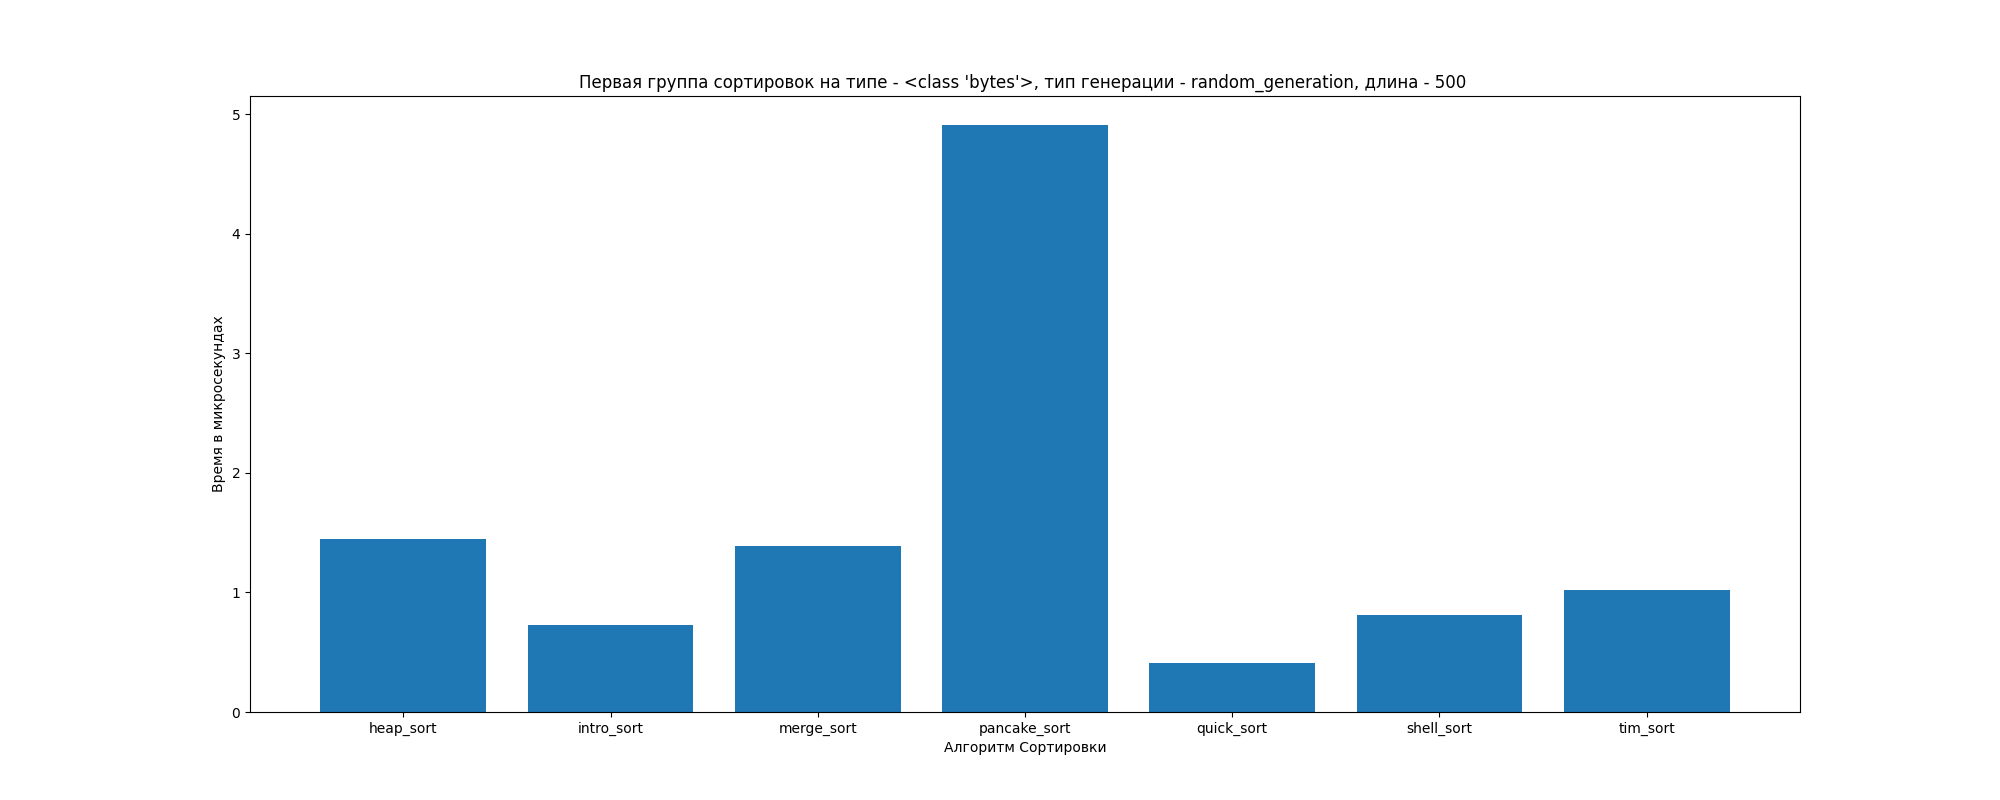 Первая группа сортировок на типе - <class 'bytes'>, тип генерации - random_generation, длина - 500
Время в микросекундах
5
4
3
2
1
0
heap_sort
intro_sort
merge_sort
pancake_sort
quick_sort
shell_sort
tim_sort
Алгоритм Сортировки